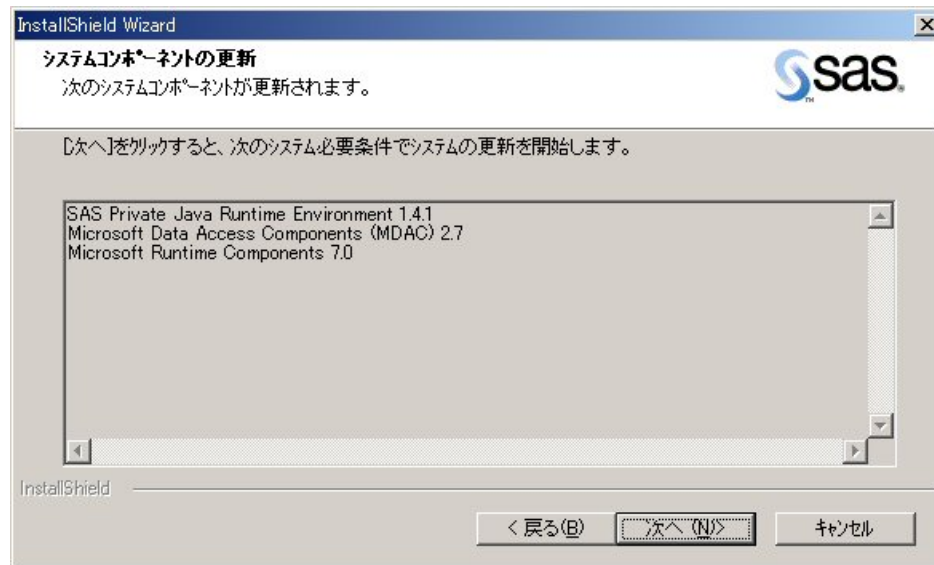 InstallShield Wizard
システムコンポーネントの更新
次のシステムコンポーネントが更新されます。
sas.
TM
[次へ]をクリックすると、次のシステム必要条件でシステムの更新を開始します。
SAS Private Java Runtime Environment 1.4.1
Microsoft Data Access Components (MDAC) 2.7
Microsoft Runtime Components 7.0
InstallShield
< 戻る(B)
次へ (N)>
キャンセル